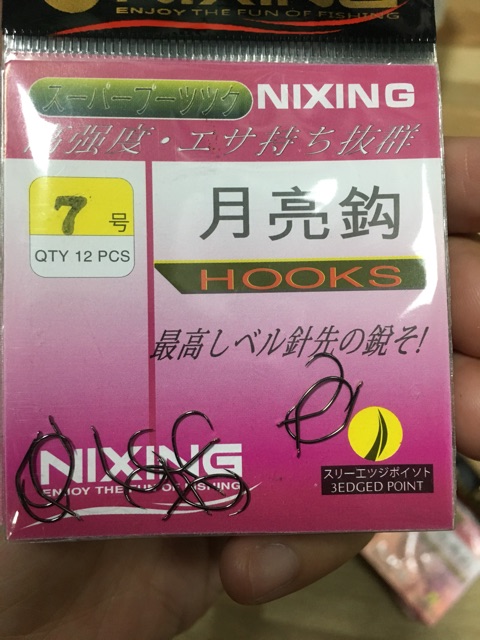 NIXING
ENJOY THE FUN OF FISHING
スーパーブーツツク NIXING
強度・エサ持ち抜群
7 号
QTY 12 PCS
月亮鈎
HOOKS
最高しベル針先の鋭そ!
NIXING
ENJOY THE FUN OF FISHING
スリーエッジポイソト
3EDGED POINT